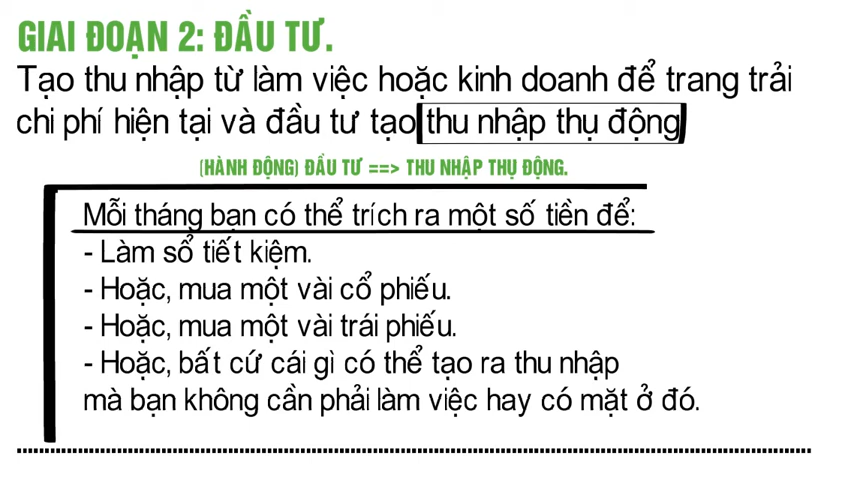 GIAI ĐOẠN 2: ĐẦU TƯ.
Tạo thu nhập từ làm việc hoặc kinh doanh để trang trải
chi phí hiện tại và đầu tư tạo thu nhập thụ động
(HÀNH ĐỘNG) ĐẦU TƯ ==> THU NHẬP THỤ ĐỘNG.
Mỗi tháng bạn có thể trích ra một số tiền để:
- Làm sổ tiết kiệm.
- Hoặc, mua một vài cổ phiếu.
- Hoặc, mua một vài trái phiếu.
- Hoặc, bất cứ cái gì có thể tạo ra thu nhập
mà bạn không cần phải làm việc hay có mặt ở đó.